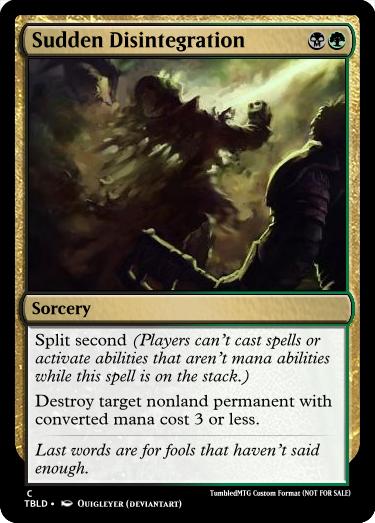 Sudden Disintegration
Sorcery
Split second (Players can't cast spells or
activate abilities that aren't mana abilities
while this spell is on the stack.)
Destroy target nonland permanent with
converted mana cost 3 or less.
Last words are for fools that haven't said
enough.
C
TBLD • Quigleyer (deviantart)
TumbledMTG Custom Format (NOT FOR SALE)